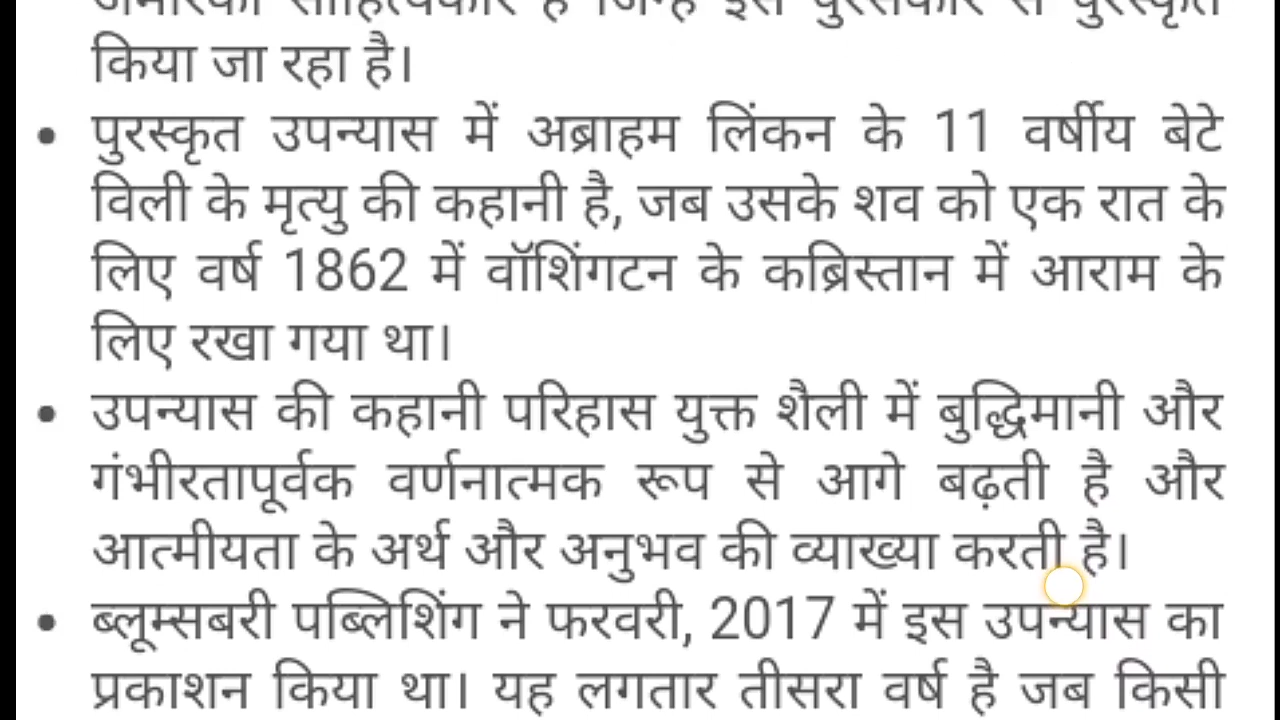 किया जा रहा है।
• पुरस्कृत उपन्यास में अब्राहम लिंकन के 11 वर्षीय बेटे
विली के मृत्यु की कहानी है, जब उसके शव को एक रात के
लिए वर्ष 1862 में वॉशिंगटन के कब्रिस्तान में आराम के
लिए रखा गया था।
• उपन्यास की कहानी परिहास युक्त शैली में बुद्धिमानी और
गंभीरतापूर्वक वर्णनात्मक रूप से आगे बढ़ती है और
आत्मीयता के अर्थ और अनुभव की व्याख्या करती है।
• ब्लूम्सबरी पब्लिशिंग ने फरवरी, 2017 में इस उपन्यास का
प्रकाशन किया था। यह लगतार तीसरा वर्ष है जब किसी